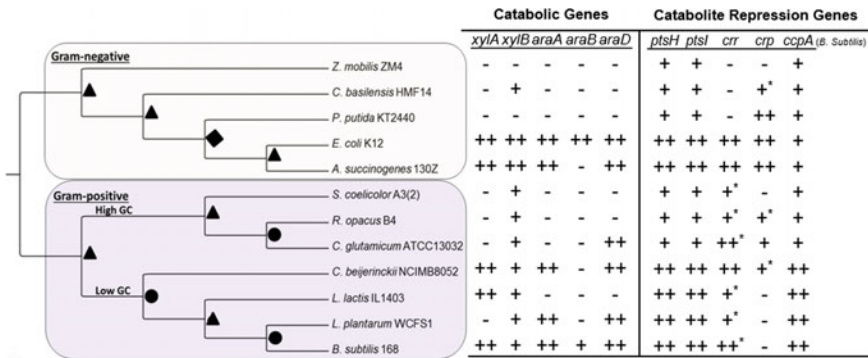 Catabolic Genes Catabolite Repression Genes
xylA xylB araA araB araD ptsH ptsI crr crp ccpA (B. Subtilis)
Gram-negative
Z. mobilis ZM4 - - - - - + + - - +
C. basilensis HMF14 - + - - - + + - +* +
P. putida KT2440 - - - - - + + - ++ +
E. coli K12 ++ ++ ++ ++ ++ ++ ++ ++ ++ +
A. succinogenes 130Z ++ ++ ++ - ++ ++ ++ ++ ++ +
Gram-positive
High GC
S. coelicolor A3(2) - + - - - + + +* - +
R. opacus B4 - + - - - + + +* +* +
C. glutamicum ATCC13032 - + - - ++ + + ++* + +
C. beijerinckii NCIMB8052 ++ + ++ - ++ ++ ++ ++ +* ++
Low GC
L. lactis IL1403 ++ + - - - ++ ++ +* - ++
L. plantarum WCFS1 - + ++ - ++ ++ ++ +* - ++
B. subtilis 168 ++ + ++ + ++ ++ ++ ++* - ++